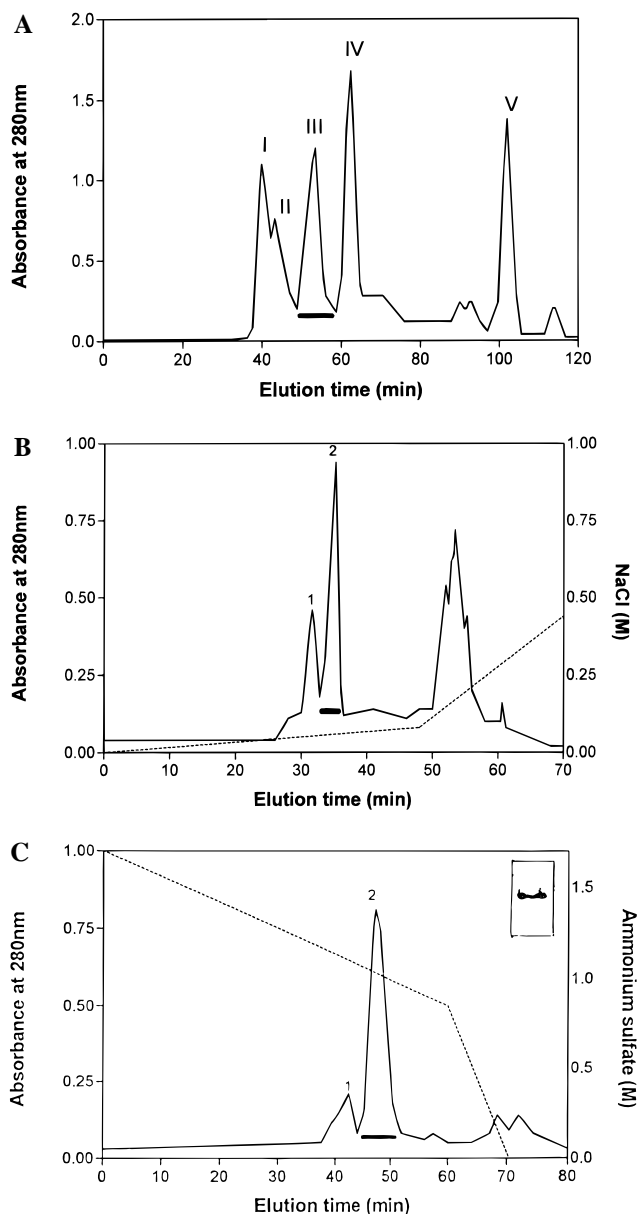 A
2.0
1.5
1.0
0.5
0.0
Absorbance at 280nm
I
II
III
IV
V
0 20 40 60 80 100 120
Elution time (min)
B
1.00
0.75
0.50
0.25
0.00
Absorbance at 280nm
1
2
1.00
0.75
0.50
0.25
0.00
NaCl (M)
0 10 20 30 40 50 60 70
Elution time (min)
C
1.00
0.75
0.50
0.25
0.00
Absorbance at 280nm
1
2
1.5
1.0
0.5
0.0
Ammonium sulfate (M)
0 10 20 30 40 50 60 70 80
Elution time (min)